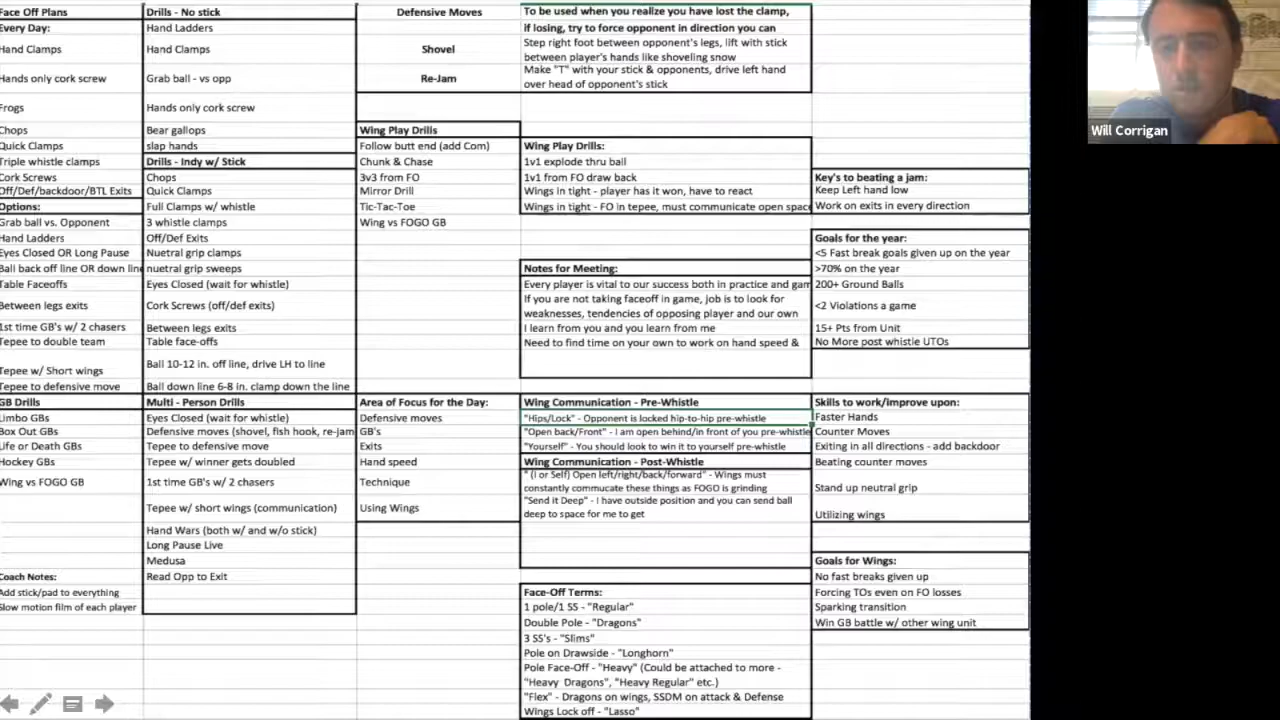 Face Off Plans
Every Day:
Hand Clamps
Hands only cork screw
Frogs
Chops
Quick Clamps
Triple whistle clamps
Cork Screws
Off/Def/backdoor/BTL Exits
Options:
Grab ball vs. Opponent
Hand Ladders
Eyes Closed OR Long Pause
Ball back off line OR down line
Table Faceoffs
Between legs exits
1st time GB's w/ 2 chasers
Tepee to double team
Tepee w/ Short wings
Tepee to defensive move
GB Drills
Limbo GBs
Box Out GBs
Life or Death GBs
Hockey GBs
Wing vs FOGO GB
Coach Notes:
Add stick/pad to everything
Slow motion film of each player
Drills - No stick
Hand Ladders
Hand Clamps
Grab ball - vs opp
Hands only cork screw
Bear gallops
slap hands
Drills - Indy w/ Stick
Chops
Quick Clamps
Full Clamps w/ whistle
3 whistle clamps
Off/Def Exits
Nuetral grip clamps
nuetral grip sweeps
Eyes Closed (wait for whistle)
Cork Screws (off/def exits)
Between legs exits
Table face-offs
Ball 10-12 in. off line, drive LH to line
Ball down line 6-8 in. clamp down the line
Multi - Person Drills
Eyes Closed (wait for whistle)
Defensive moves (shovel, fish hook, re-jam
Tepee to defensive move
Tepee w/ winner gets doubled
1st time GB's w/ 2 chasers
Tepee w/ short wings (communication)
Hand Wars (both w/ and w/o stick)
Long Pause Live
Medusa
Read Opp to Exit
Defensive Moves
Shovel
Re-Jam
Wing Play Drills
Follow butt end (add Com)
Chunk & Chase
3v3 from FO
Mirror Drill
Tic-Tac-Toe
Wing vs FOGO GB
Area of Focus for the Day:
Defensive moves
GB's
Exits
Hand speed
Technique
Using Wings
To be used when you realize you have lost the clamp,
if losing, try to force opponent in direction you can
Step right foot between opponent's legs, lift with stick
between player's hands like shoveling snow
Make "T" with your stick & opponents, drive left hand
over head of opponent's stick
Wing Play Drills:
1v1 explode thru ball
1v1 from FO draw back
Wings in tight - player has it won, have to react
Wings in tight - FO in tepee, must communicate open space
Notes for Meeting:
Every player is vital to our success both in practice and gam
If you are not taking faceoff in game, job is to look for
weaknesses, tendencies of opposing player and our own
I learn from you and you learn from me
Need to find time on your own to work on hand speed &
Wing Communication - Pre-Whistle
"Hips/Lock" - Opponent is locked hip-to-hip pre-whistle
"Open back/Front" - I am open behind/in front of you pre-whistle
"Yourself" - You should look to win it to yourself pre-whistle
Wing Communication - Post-Whistle
" (I or Self) Open left/right/back/forward" - Wings must
constantly commucate these things as FOGO is grinding
"Send it Deep" - I have outside position and you can send ball
deep to space for me to get
Face-Off Terms:
1 pole/1 SS - "Regular"
Double Pole - "Dragons"
3 SS's - "Slims"
Pole on Drawside - "Longhorn"
Pole Face-Off - "Heavy" (Could be attached to more -
"Heavy Dragons", "Heavy Regular" etc.)
"Flex" - Dragons on wings, SSDM on attack & Defense
Wings Lock off - "Lasso"
Key's to beating a jam:
Keep Left hand low
Work on exits in every direction
Goals for the year:
<5 Fast break goals given up on the year
>70% on the year
200+ Ground Balls
<2 Violations a game
15+ Pts from Unit
No More post whistle UTOs
Skills to work/improve upon:
Faster Hands
Counter Moves
Exiting in all directions - add backdoor
Beating counter moves
Stand up neutral grip
Utilizing wings
Goals for Wings:
No fast breaks given up
Forcing TOs even on FO losses
Sparking transition
Win GB battle w/ other wing unit
Will Corrigan